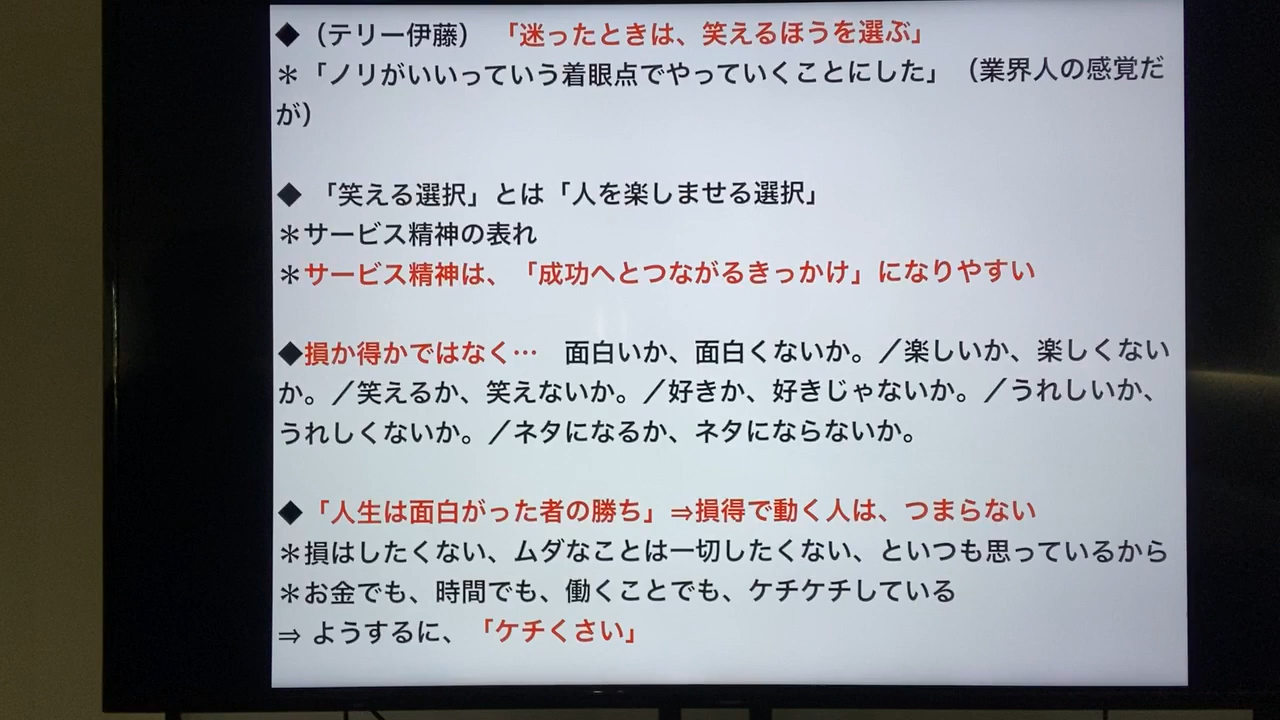 ◆（テリー伊藤）　「迷ったときは、笑えるほうを選ぶ」
＊「ノリがいいっていう着眼点でやっていくことにした」（業界人の感覚だ
が）
◆「笑える選択」とは「人を楽しませる選択」
＊サービス精神の表れ
＊サービス精神は、「成功へとつながるきっかけ」になりやすい
◆損か得かではなく…　面白いか、面白くないか。／楽しいか、楽しくない
か。／笑えるか、笑えないか。／好きか、好きじゃないか。／うれしいか、
うれしくないか。／ネタになるか、ネタにならないか。
◆「人生は面白がった者の勝ち」⇒損得で動く人は、つまらない
＊損はしたくない、ムダなことは一切したくない、といつも思っているから
＊お金でも、時間でも、働くことでも、ケチケチしている
⇒ ようするに、「ケチくさい」